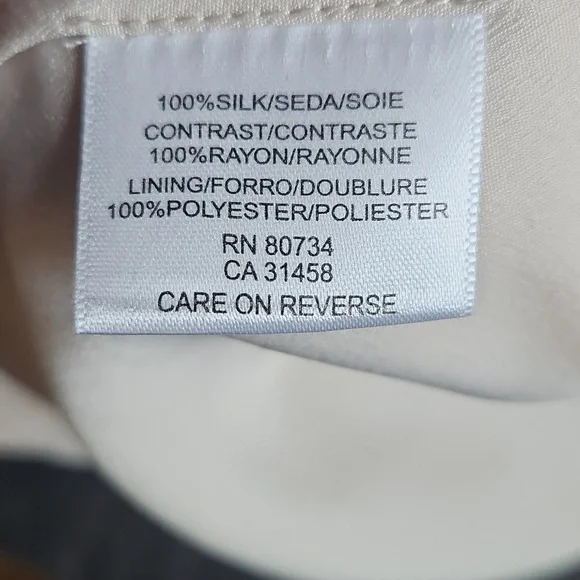 100%SILK/SEDA/SOIE
CONTRAST/CONTRASTE
100%RAYON/RAYONNE
LINING/FORRO/DOUBLURE
100%POLYESTER/POLIESTER
RN 80734
CA 31458
CARE ON REVERSE